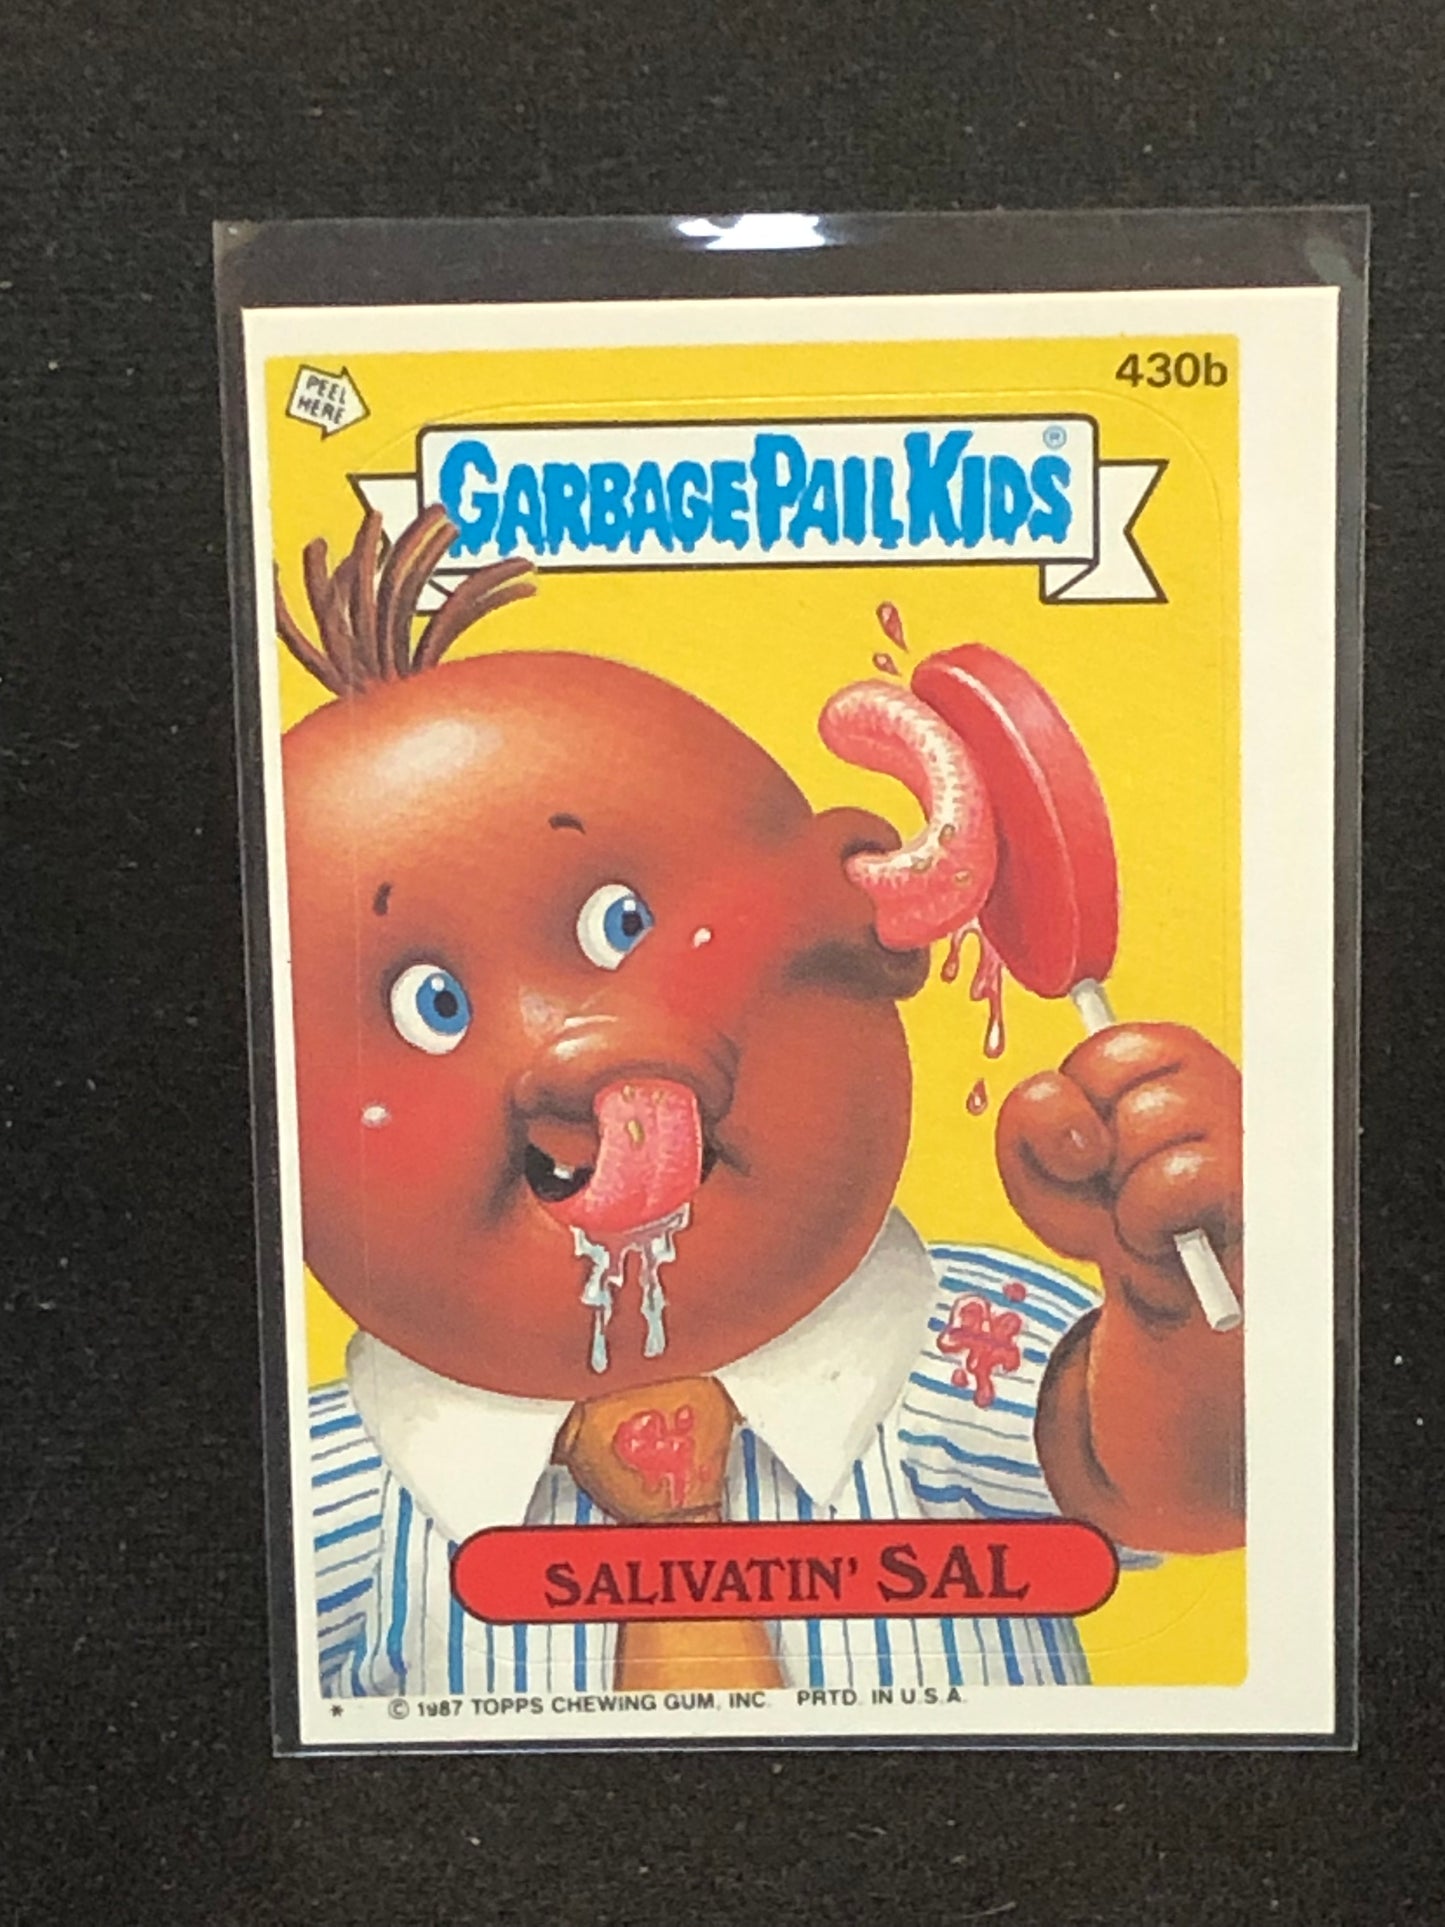 PEEL
HERE
430b
GARBAGE PAIL KIDS®
SALIVATIN' SAL
* © 1987 TOPPS CHEWING GUM, INC. PRTD. IN U.S.A.